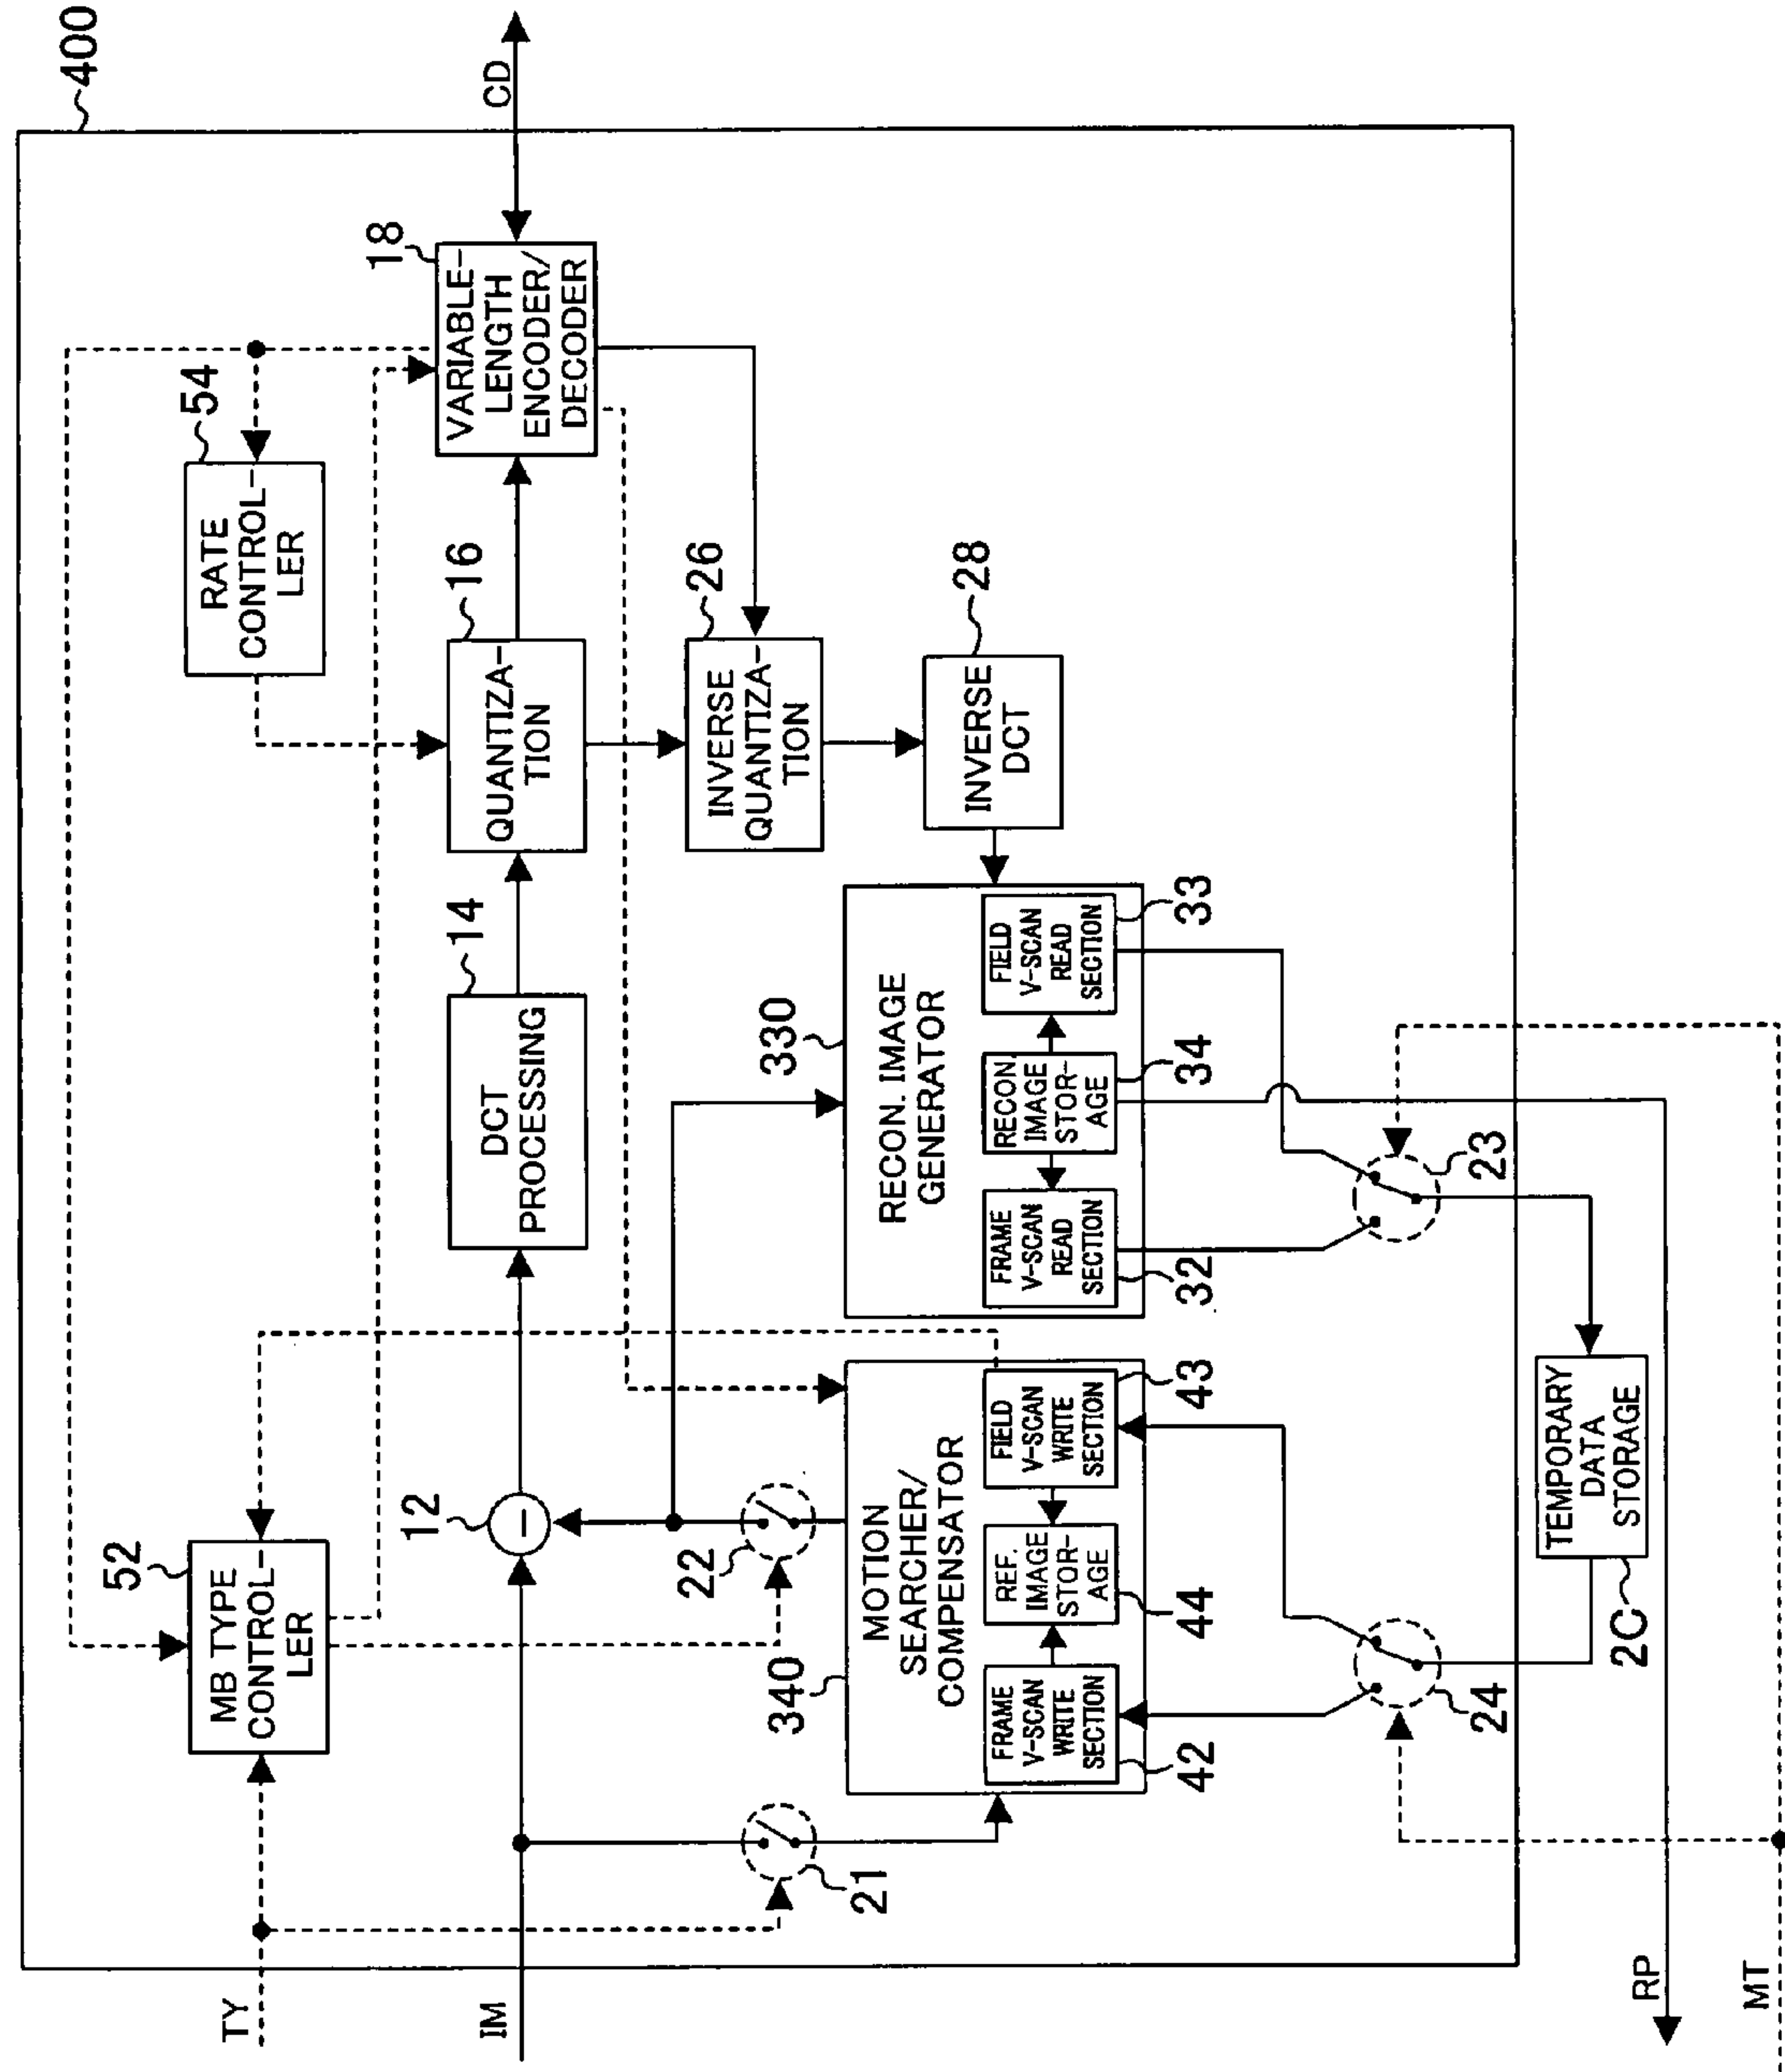 400
TY
52
MB TYPE
CONTROL-
LER
54
RATE
CONTROL-
LER
IM
12
14
DCT
PROCESSING
16
QUANTIZA-
TION
18
VARIABLE-
LENGTH
ENCODER/
DECODER
CD
21
22
26
INVERSE
QUANTIZA-
TION
28
INVERSE
DCT
340
MOTION
SEARCHER/
COMPENSATOR
FRAME
V-SCAN
WRITE
SECTION
42
REF.
IMAGE
STOR-
AGE
44
FIELD
V-SCAN
WRITE
SECTION
43
330
RECON. IMAGE
GENERATOR
FRAME
V-SCAN
READ
SECTION
32
RECON.
IMAGE
STOR-
AGE
34
FIELD
V-SCAN
READ
SECTION
33
24
23
TEMPORARY
DATA
STORAGE
2C
RP
MT